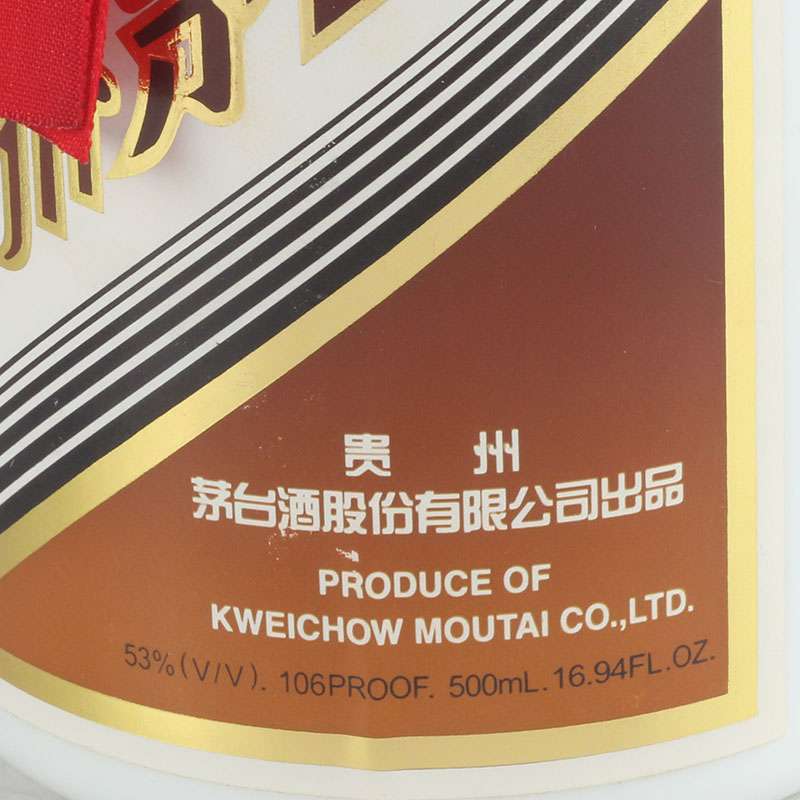 贵 州
茅台酒股份有限公司出品
PRODUCE OF
KWEICHOW MOUTAI CO.,LTD.
53%(V/V). 106PROOF. 500mL. 16.94FL.OZ.